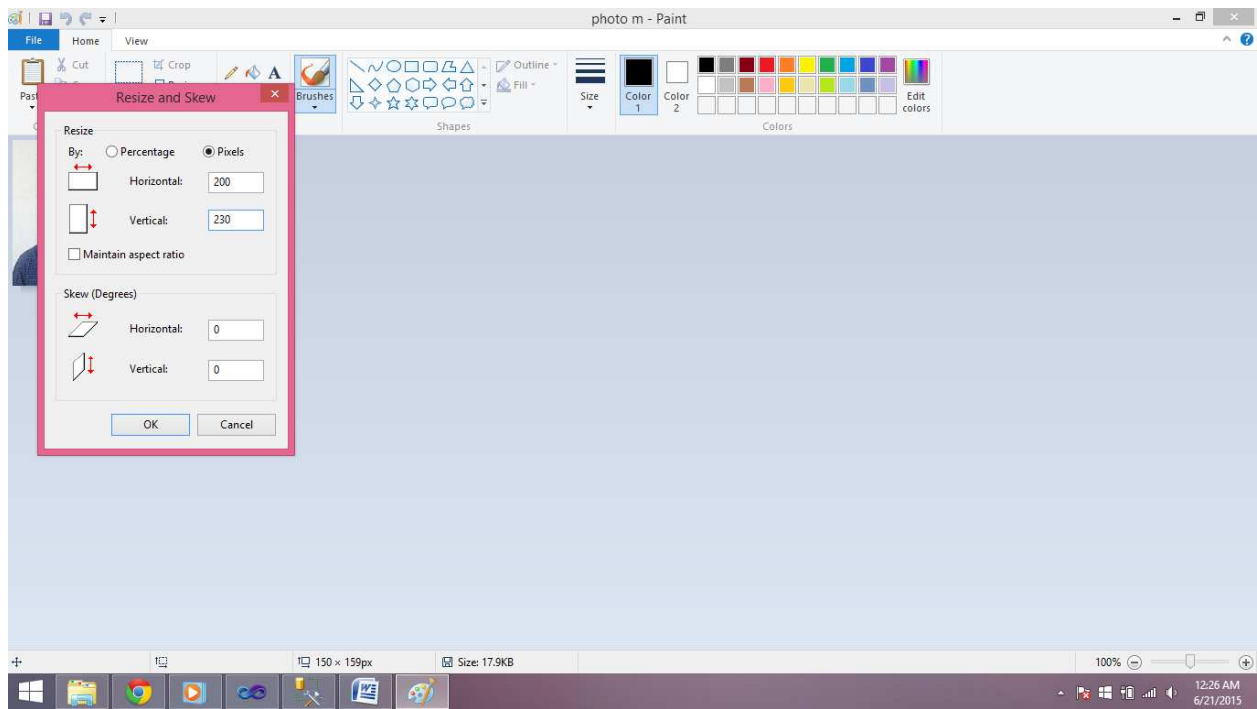 photo m - Paint
File Home View
Cut
Crop
A
Brushes
Outline
Fill
Size
Color 1
Color 2
Edit colors
Shapes
Colors
Resize and Skew
Resize
By: Percentage Pixels
Horizontal: 200
Vertical: 230
Maintain aspect ratio
Skew (Degrees)
Horizontal: 0
Vertical: 0
OK Cancel
150 × 159px Size: 17.9KB 100%
12:26 AM
6/21/2015